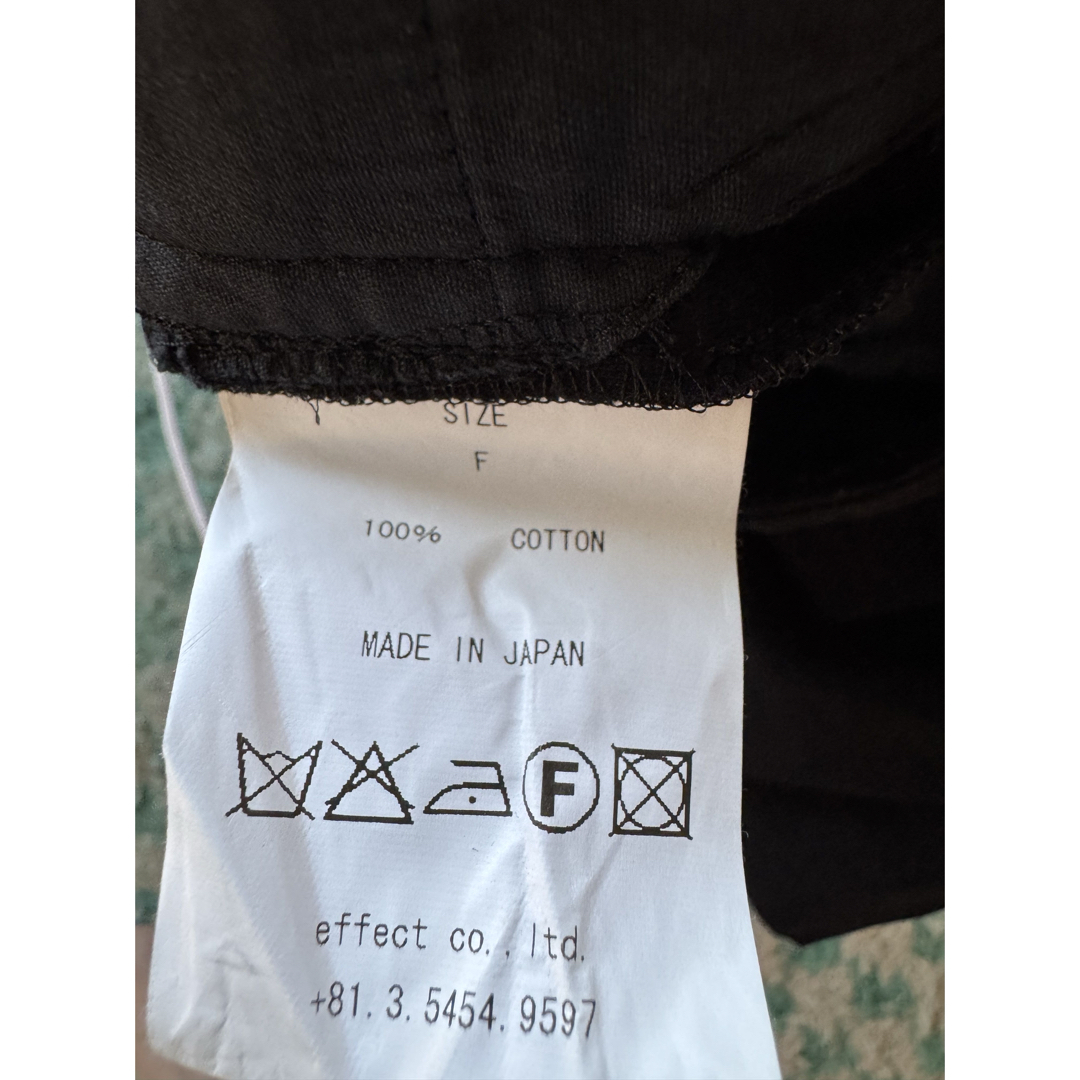 SIZE
F
100% COTTON
MADE IN JAPAN
F
effect co., ltd.
+81. 3. 5454. 9597